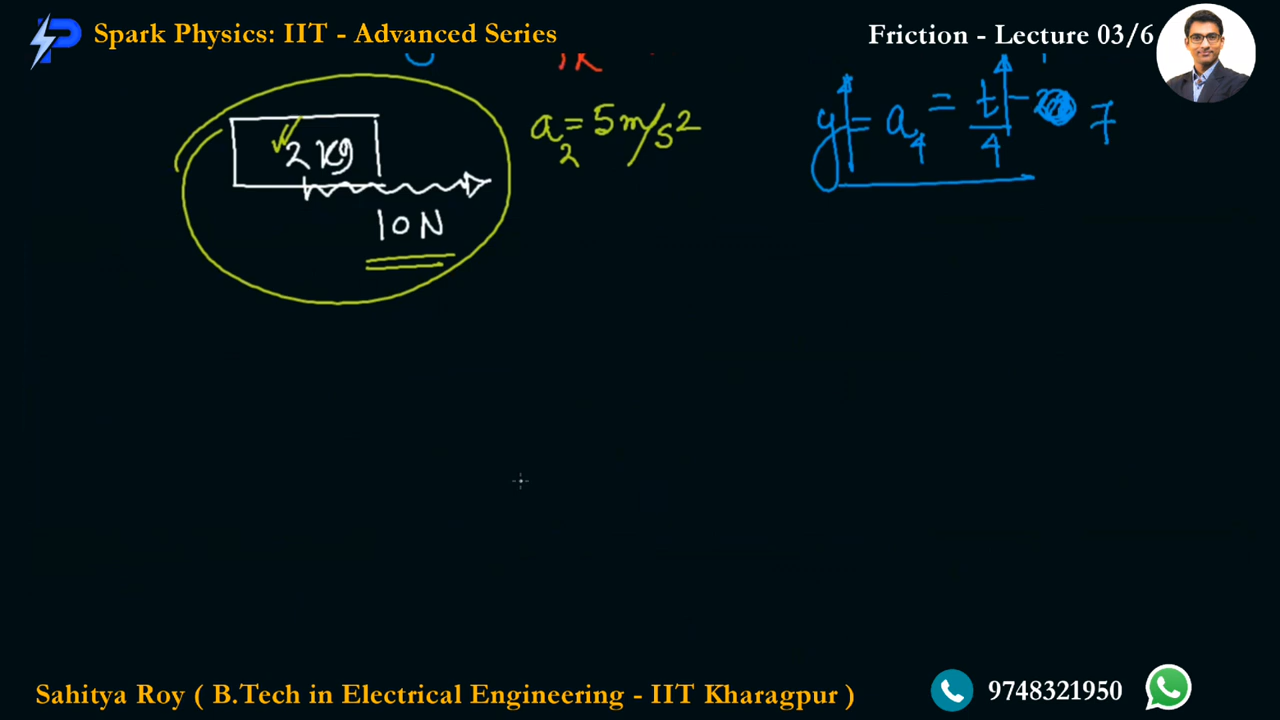 Spark Physics: IIT - Advanced Series
Friction - Lecture 03/6
2 kg
10 N
a₂ = 5 m/s²
y = a₄ = t/4 - 7
Sahitya Roy ( B.Tech in Electrical Engineering - IIT Kharagpur )
9748321950